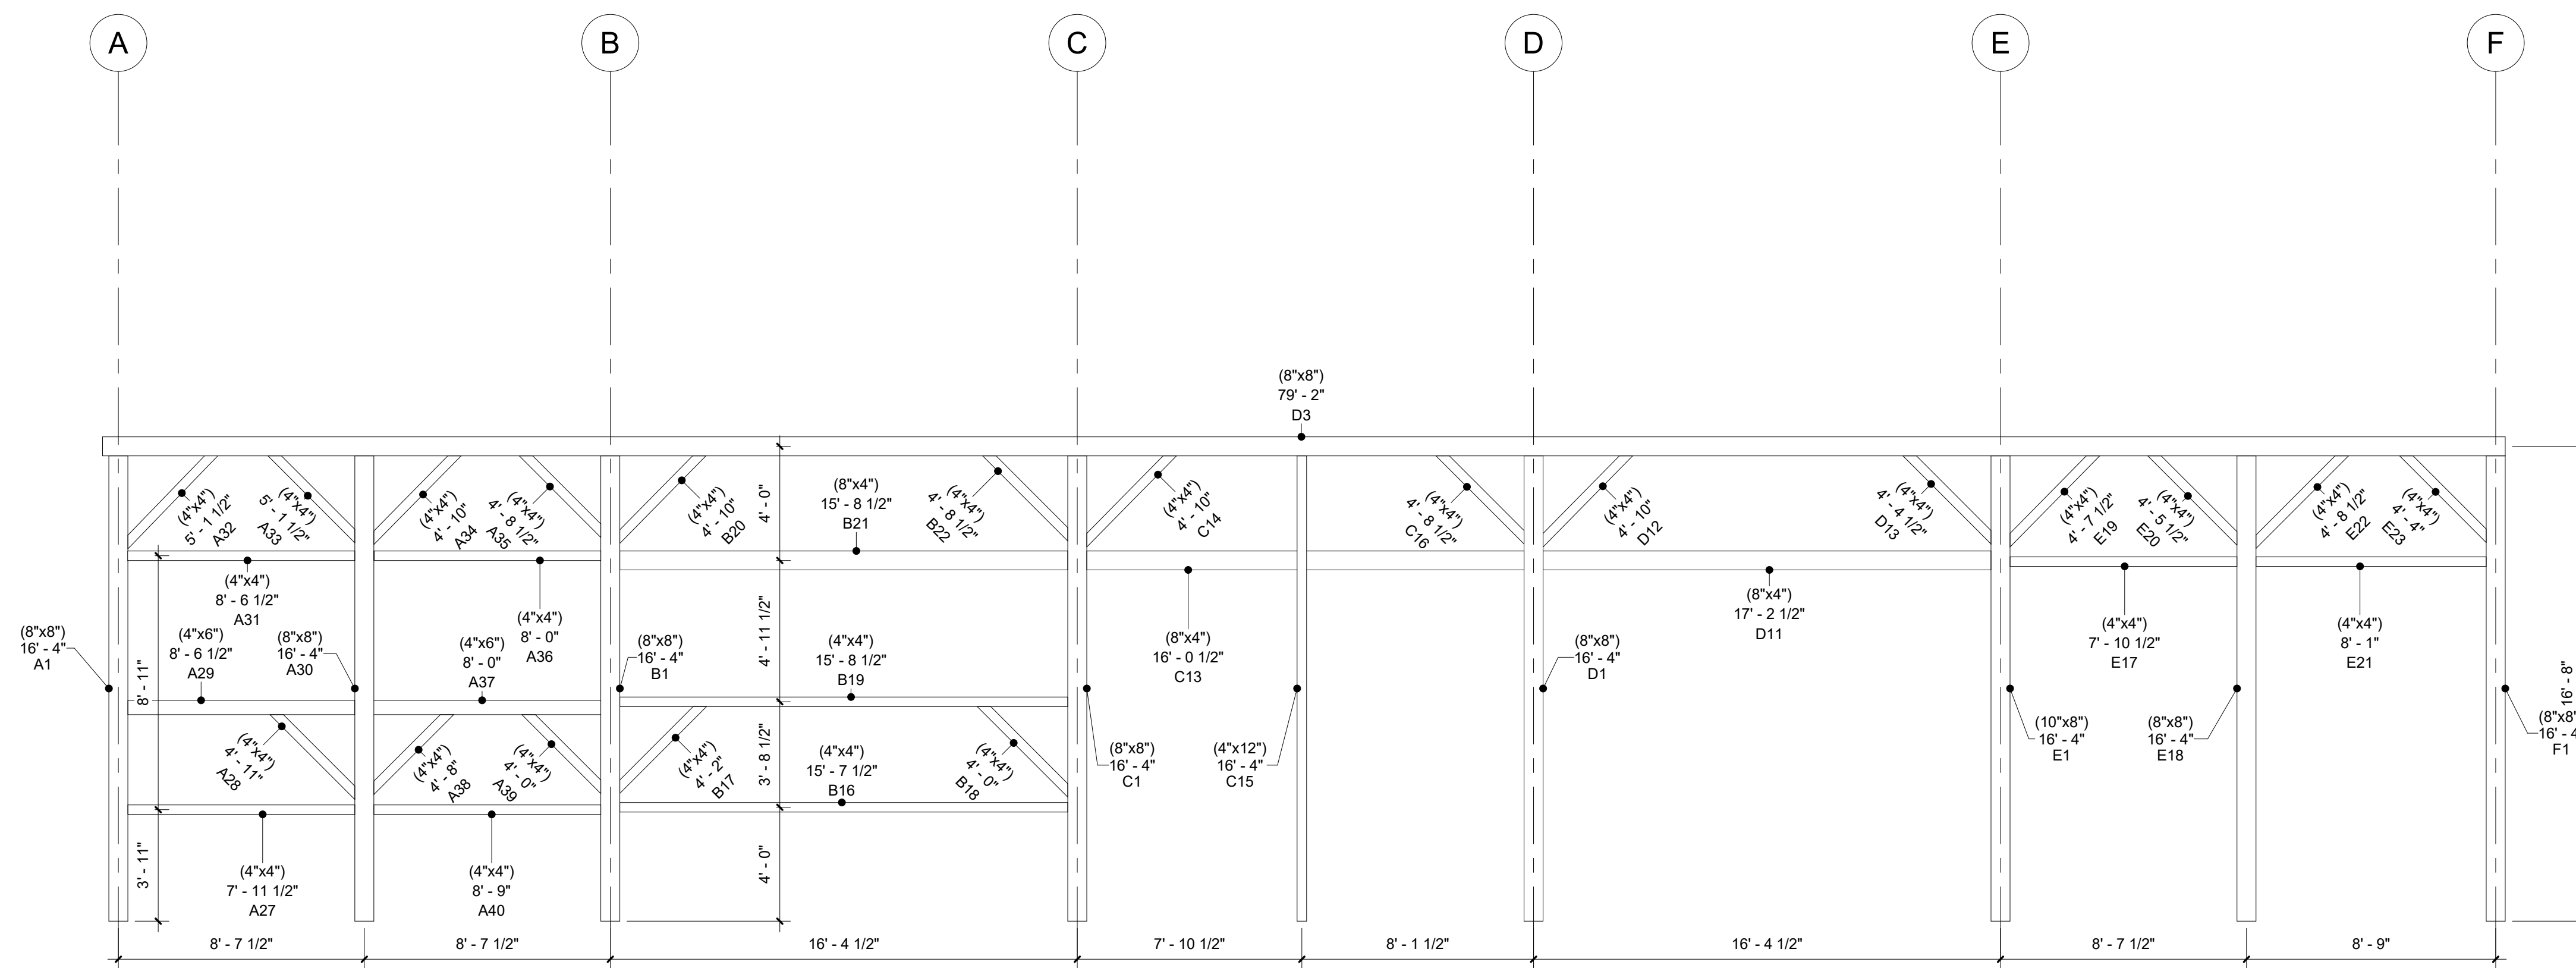 A
B
C
D
E
F
(8"x8")
79' - 2"
D3
(4"x4")
5' - 1 1/2"
A32
(4"x4")
5' - 1 1/2"
A33
(4"x4")
4' - 10"
A34
(4"x4")
4' - 8 1/2"
A35
(4"x4")
4' - 10"
B20
4' - 0"
(8"x4")
15' - 8 1/2"
B21
(4"x4")
4' - 8 1/2"
B22
(4"x4")
4' - 10"
C14
(4"x4")
4' - 8 1/2"
C16
(4"x4")
4' - 10"
D12
(4"x4")
4' - 4 1/2"
D13
(4"x4")
4' - 7 1/2"
E19
(4"x4")
4' - 5 1/2"
E20
(4"x4")
4' - 8 1/2"
E22
(4"x4")
4' - 4"
E23
(4"x4")
8' - 6 1/2"
A31
(8"x8")
16' - 4"
A1
(4"x6")
8' - 6 1/2"
A29
(8"x8")
16' - 4"
A30
8' - 11"
(4"x6")
8' - 0"
A37
(4"x4")
8' - 0"
A36
(8"x8")
16' - 4"
B1
4' - 11 1/2"
(4"x4")
15' - 8 1/2"
B19
(8"x4")
16' - 0 1/2"
C13
(8"x8")
16' - 4"
D1
(8"x4")
17' - 2 1/2"
D11
(4"x4")
7' - 10 1/2"
E17
(4"x4")
8' - 1"
E21
16' - 8"
(4"x4")
4' - 11"
A28
(4"x4")
4' - 8"
A38
(4"x4")
4' - 0"
A39
(4"x4")
4' - 2"
B17
3' - 8 1/2"
(4"x4")
15' - 7 1/2"
B16
(4"x4")
4' - 0"
B18
(8"x8")
16' - 4"
C1
(4"x12")
16' - 4"
C15
(10"x8")
16' - 4"
E1
(8"x8")
16' - 4"
E18
(8"x8"
16' - 4
F1
3' - 11"
(4"x4")
7' - 11 1/2"
A27
(4"x4")
8' - 9"
A40
4' - 0"
8' - 7 1/2"
8' - 7 1/2"
16' - 4 1/2"
7' - 10 1/2"
8' - 1 1/2"
16' - 4 1/2"
8' - 7 1/2"
8' - 9"